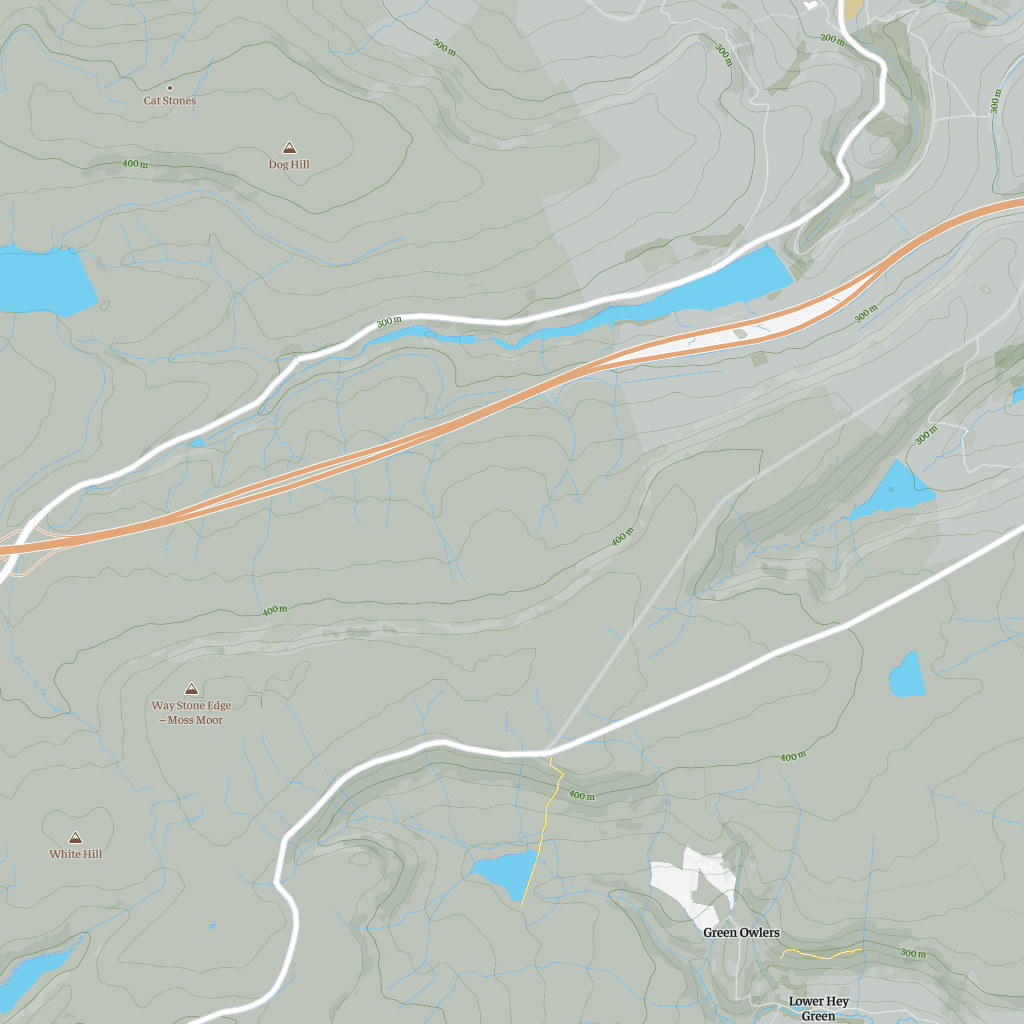 200 m
300 m
300 m
300 m
Cat Stones
400 m
Dog Hill
300 m
300 m
300 m
400 m
400 m
Way Stone Edge
– Moss Moor
400 m
400 m
White Hill
Green Owlers
300 m
Lower Hey
Green